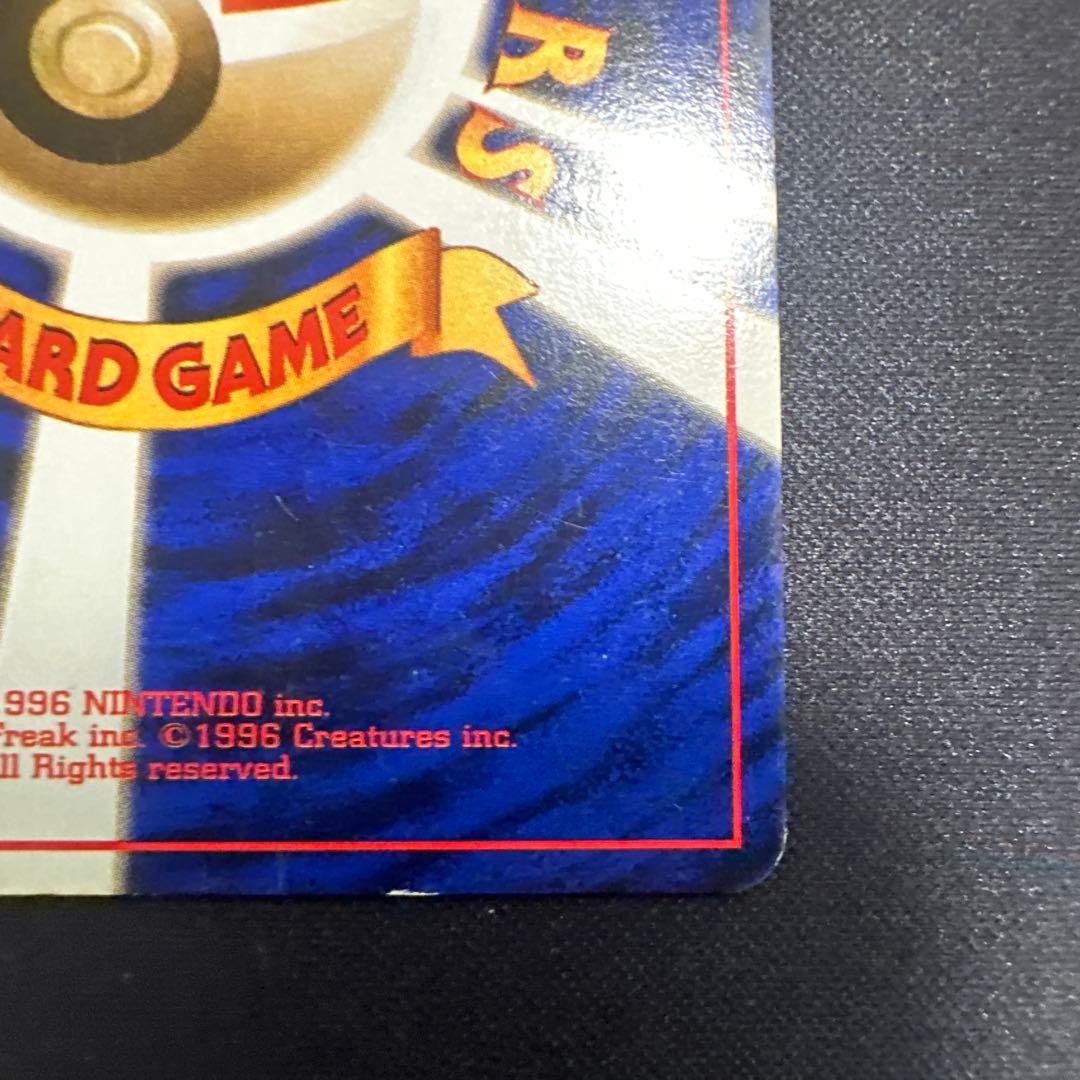 RS
ARD GAME
996 NINTENDO inc.
Freak inc. ©1996 Creatures inc.
ll Rights reserved.